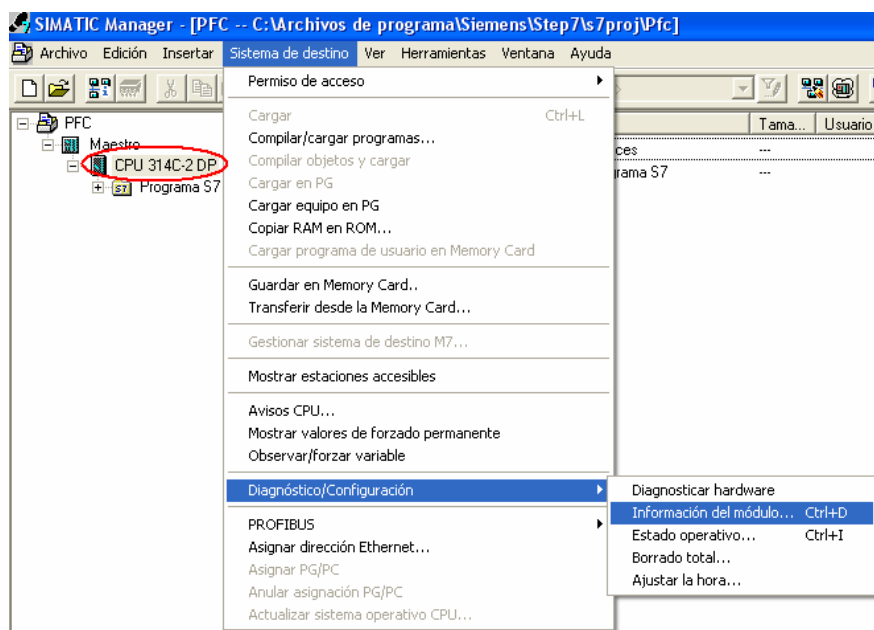 SIMATIC Manager - [PFC -- C:\Archivos de programa\Siemens\Step7\s7proj\Pfc]
Archivo Edición Insertar Sistema de destino Ver Herramientas Ventana Ayuda
PFC
Maestro
CPU 314C-2 DP
S7 Programa S7
Permiso de acceso
Cargar Ctrl+L
Compilar/cargar programas...
Compilar objetos y cargar
Cargar en PG
Cargar equipo en PG
Copiar RAM en ROM...
Cargar programa de usuario en Memory Card
Guardar en Memory Card..
Transferir desde la Memory Card...
Gestionar sistema de destino M7...
Mostrar estaciones accesibles
Avisos CPU...
Mostrar valores de forzado permanente
Observar/forzar variable
Diagnóstico/Configuración
PROFIBUS
Asignar dirección Ethernet...
Asignar PG/PC
Anular asignación PG/PC
Actualizar sistema operativo CPU...
Tama... Usuario
ces ---
rama S7 ---
Diagnosticar hardware
Información del módulo... Ctrl+D
Estado operativo... Ctrl+I
Borrado total...
Ajustar la hora...